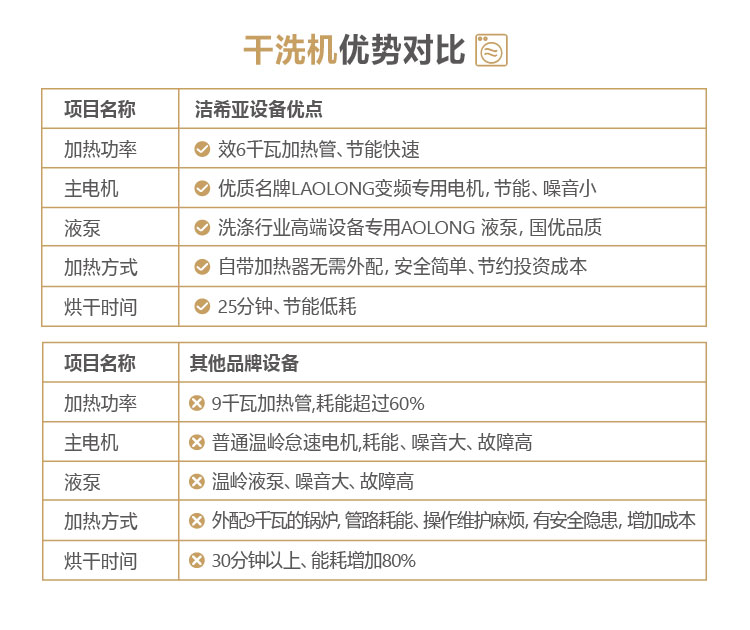 干洗机优势对比
项目名称 洁希亚设备优点
加热功率 效6千瓦加热管、节能快速
主电机 优质名牌LAOLONG变频专用电机，节能、噪音小
液泵 洗涤行业高端设备专用AOLONG 液泵，国优品质
加热方式 自带加热器无需外配，安全简单、节约投资成本
烘干时间 25分钟、节能低耗
项目名称 其他品牌设备
加热功率 9千瓦加热管,耗能超过60%
主电机 普通温岭怠速电机,耗能、噪音大、故障高
液泵 温岭液泵、噪音大、故障高
加热方式 外配9千瓦的锅炉，管路耗能、操作维护麻烦，有安全隐患，增加成本
烘干时间 30分钟以上、能耗增加80%